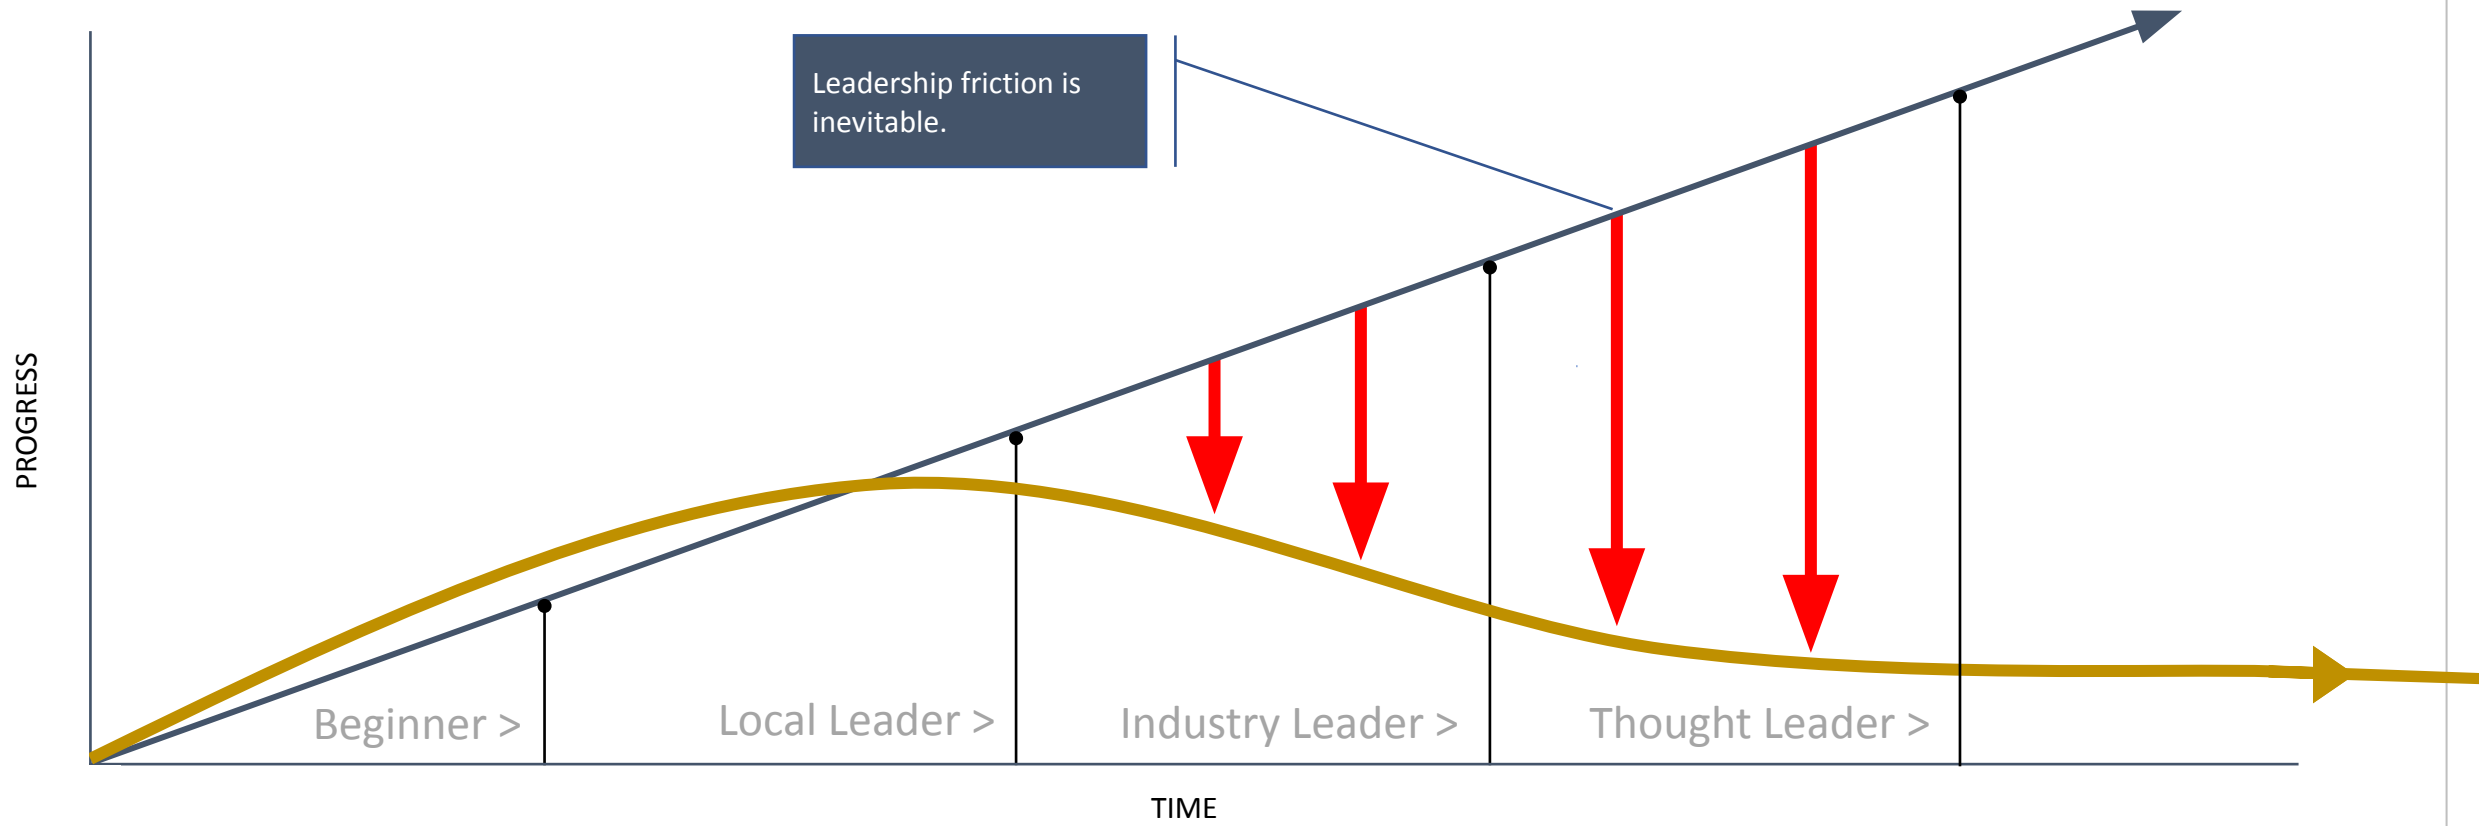 Leadership friction is
inevitable.
PROGRESS
Beginner >
Local Leader >
Industry Leader >
Thought Leader >
TIME